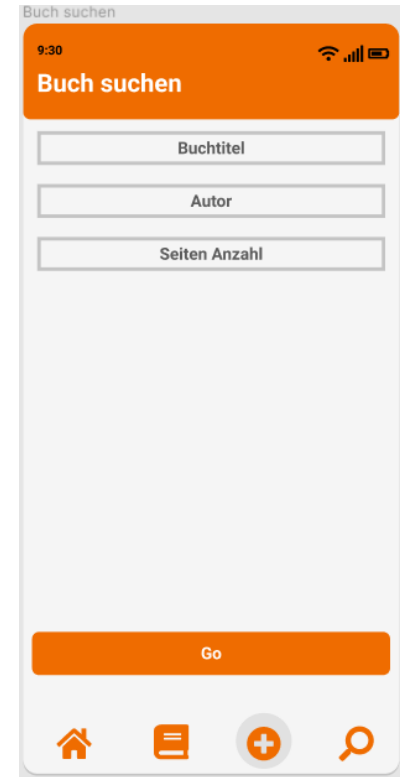 Buch suchen
9:30
Buch suchen
Buchtitel
Autor
Seiten Anzahl
Go